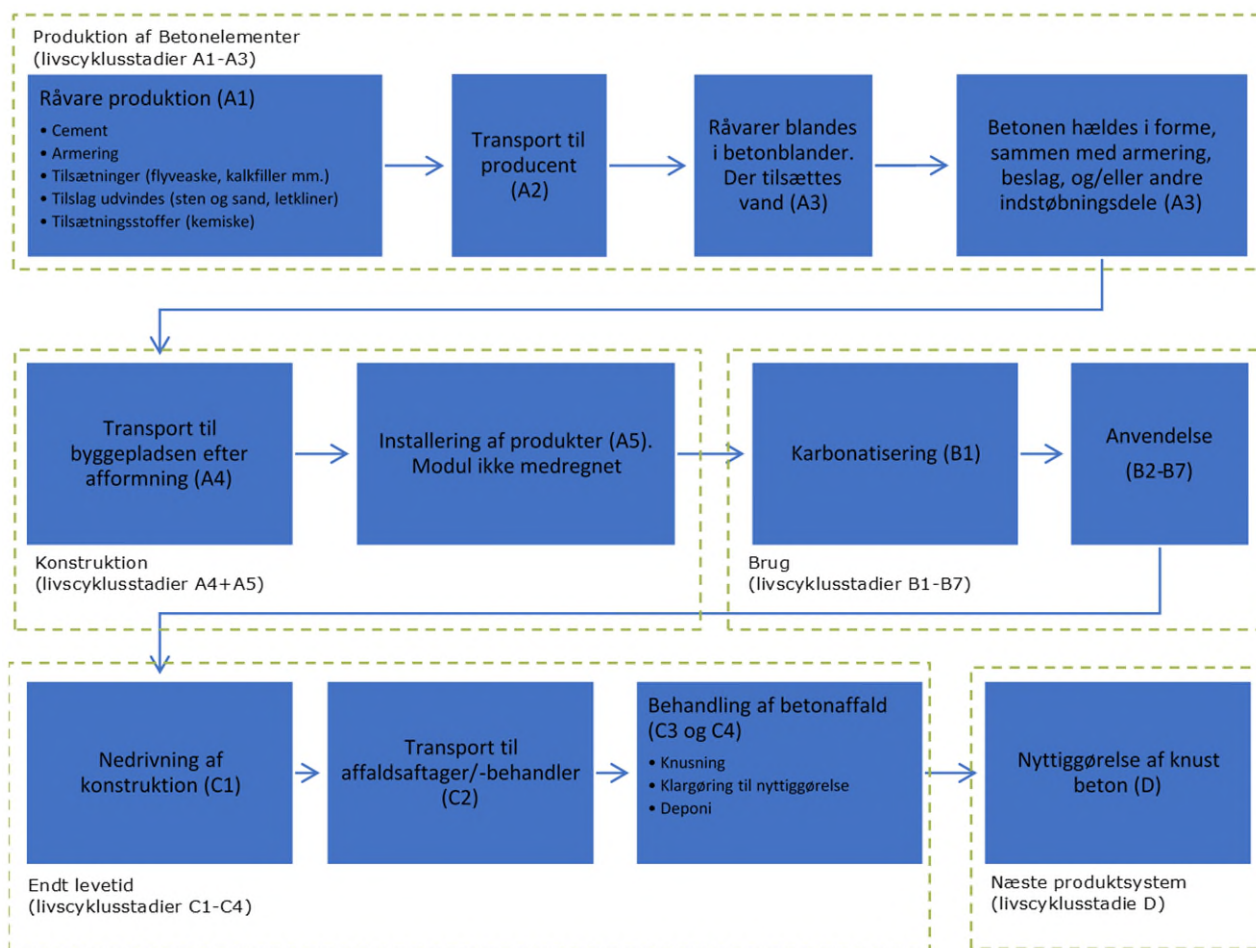 Produktion af Betonelementer
(livscyklusstadier A1-A3)
Råvare produktion (A1)
• Cement
• Armering
• Tilsætninger (flyveaske, kalkfiller mm.)
• Tilslag udvindes (sten og sand, letkliner)
• Tilsætningsstoffer (kemiske)
Transport til
producent
(A2)
Råvarer blandes
i betonblander.
Der tilsættes
vand (A3)
Betonen hældes i forme,
sammen med armering,
beslag, og/eller andre
indstøbningsdele (A3)
Transport til
byggepladsen efter
afformning (A4)
Installering af produkter (A5).
Modul ikke medregnet
Konstruktion
(livscyklusstadier A4+A5)
Karbonatisering (B1)
Anvendelse
(B2-B7)
Brug
(livscyklusstadier B1-B7)
Nedrivning af
konstruktion (C1)
Transport til
affaldsaftager/-behandler
(C2)
Behandling af betonaffald
(C3 og C4)
• Knusning
• Klargøring til nyttiggørelse
• Deponi
Endt levetid
(livscyklusstadier C1-C4)
Nyttiggørelse af knust
beton (D)
Næste produktsystem
(livscyklusstadie D)